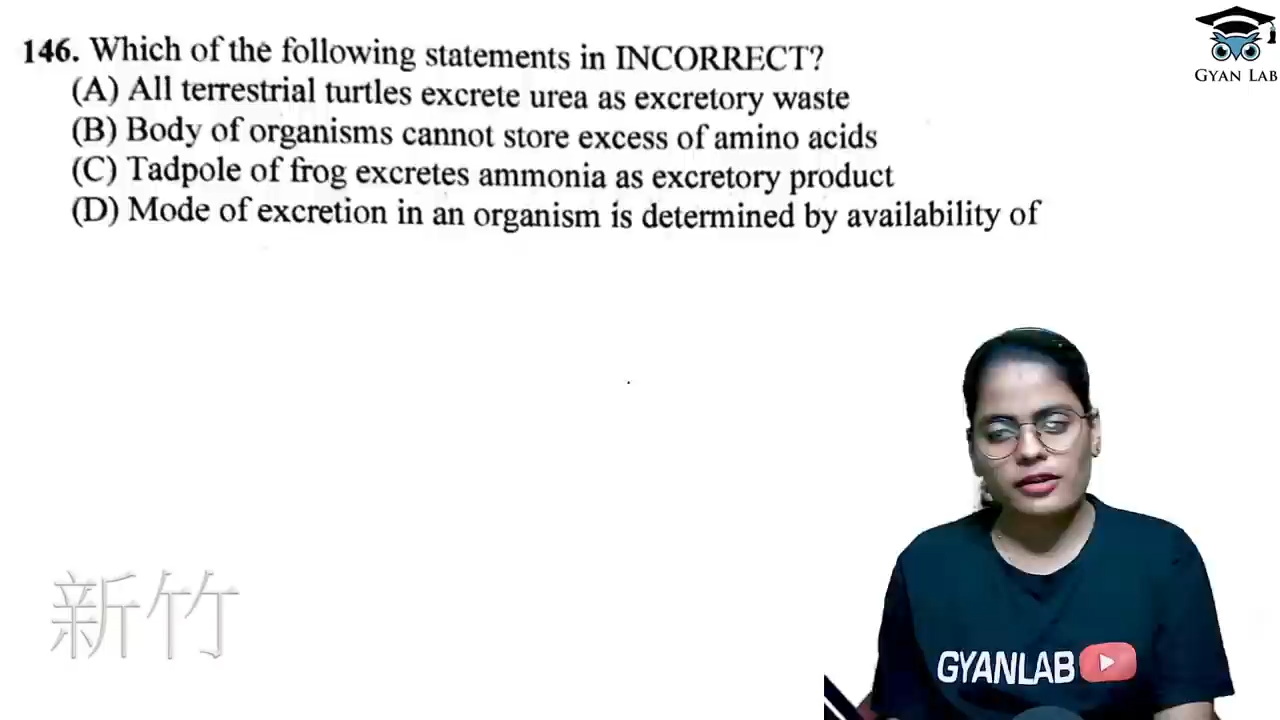 146. Which of the following statements in INCORRECT?
(A) All terrestrial turtles excrete urea as excretory waste
(B) Body of organisms cannot store excess of amino acids
(C) Tadpole of frog excretes ammonia as excretory product
(D) Mode of excretion in an organism is determined by availability of
GYAN LAB
新竹
GYANLAB